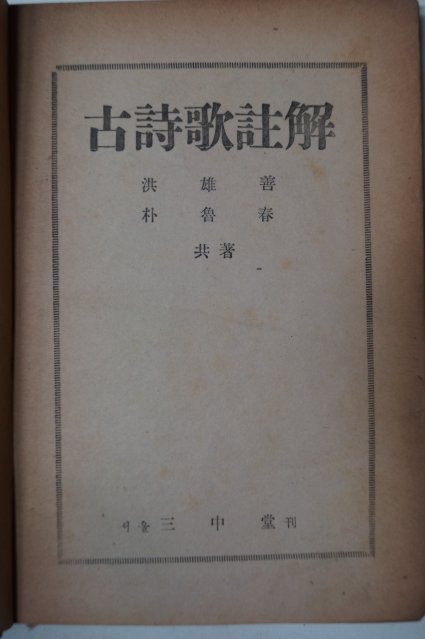 古詩歌註解
洪雄善
朴魯春
共著
서울 三中堂 刊